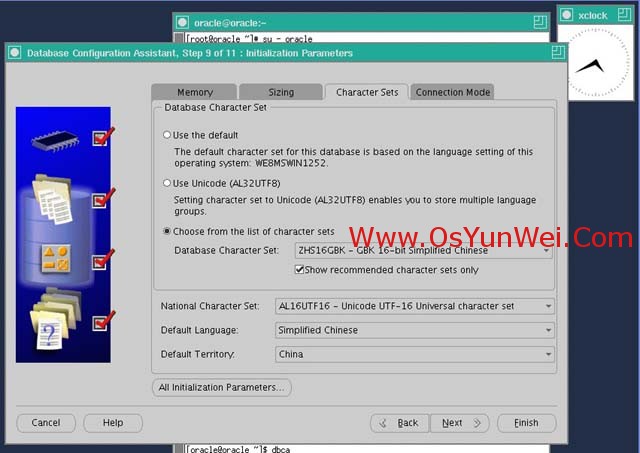 oracle@oracle:~
xclock
[root@oracle ~]# su - oracle
Database Configuration Assistant, Step 9 of 11 : Initialization Parameters
Memory
Sizing
Character Sets
Connection Mode
Database Character Set
Use the default
The default character set for this database is based on the language setting of this
operating system: WE8MSWIN1252.
Use Unicode (AL32UTF8)
Setting character set to Unicode (AL32UTF8) enables you to store multiple language
groups.
Choose from the list of character sets
www.OsYunWei.Com
Database Character Set: ZHS16GBK - GBK 16-bit Simplified Chinese
Show recommended character sets only
National Character Set: AL16UTF16 - Unicode UTF-16 Universal character set
Default Language: Simplified Chinese
Default Territory: China
?
All Initialization Parameters...
Cancel
Help
Back
Next
Finish
[oracle@oracle ~]$ dbca